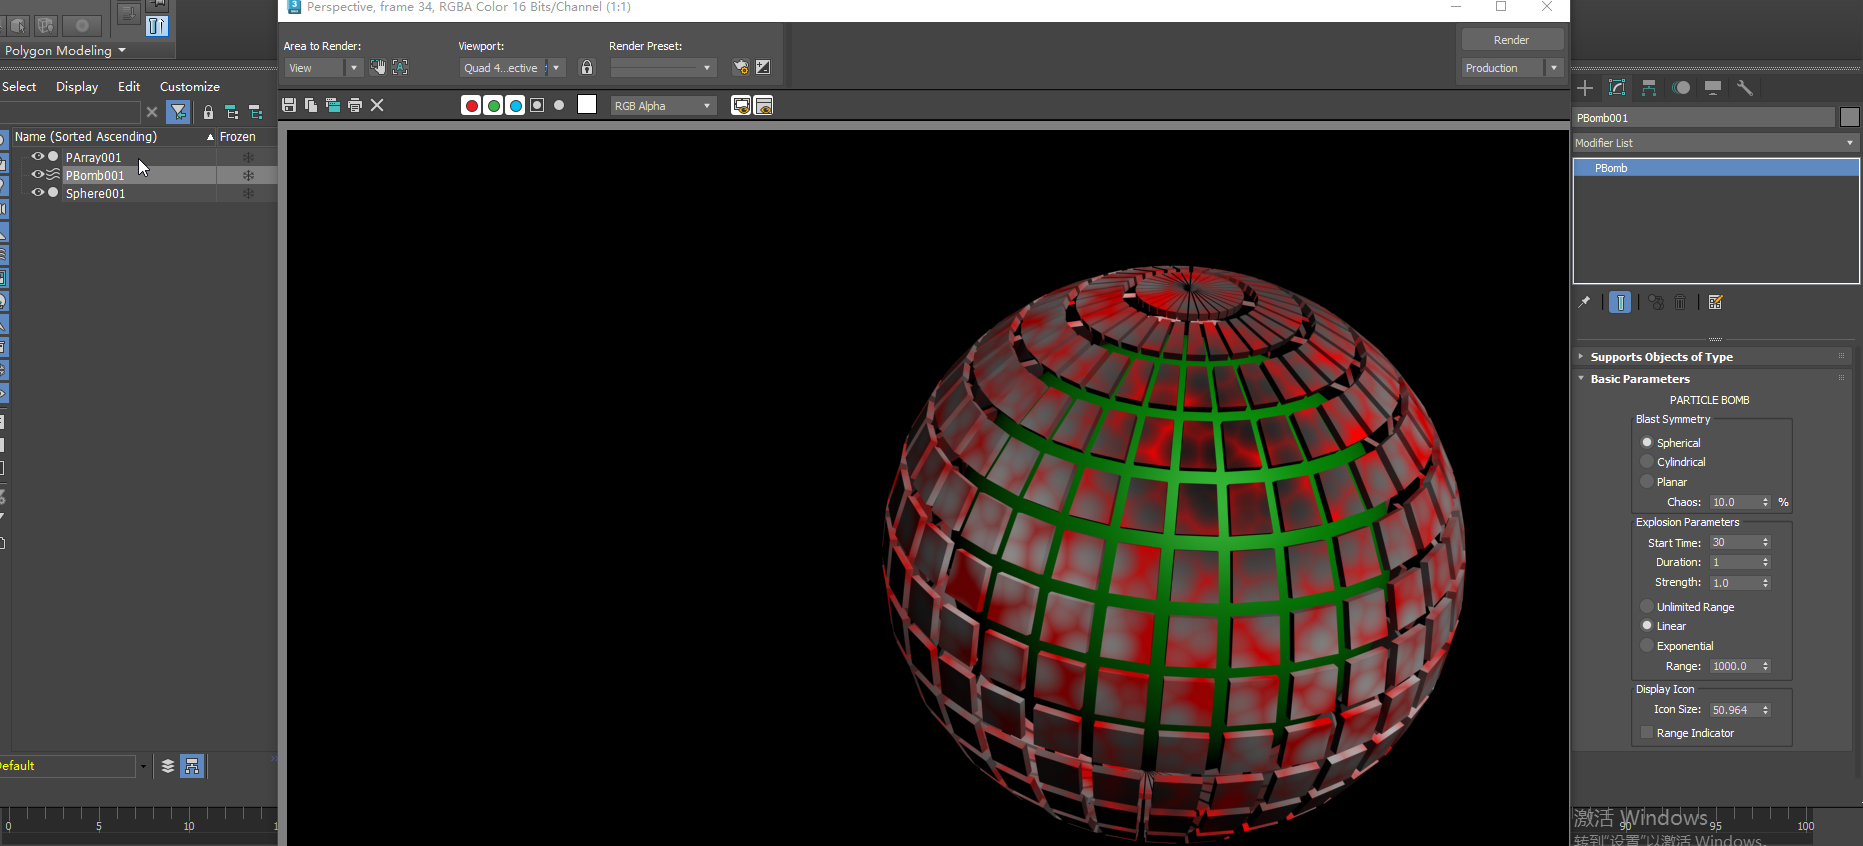 Perspective, frame 34, RGBA Color 16 Bits/Channel (1:1)
Polygon Modeling
Area to Render:
Viewport:
Render Preset:
Render
View
Quad 4...ective
Production
Select
Display
Edit
Customize
RGB Alpha
Name (Sorted Ascending)
Frozen
PArray001
PBomb001
Sphere001
PBomb001
Modifier List
PBomb
Supports Objects of Type
Basic Parameters
PARTICLE BOMB
Blast Symmetry
Spherical
Cylindrical
Planar
Chaos: 10.0 %
Explosion Parameters
Start Time: 30
Duration: 1
Strength: 1.0
Unlimited Range
Linear
Exponential
Range: 1000.0
Display Icon
Icon Size: 50.964
Range Indicator
efault
0
5
10
90
95
100
激活 Windows
转到"设置"以激活 Windows。